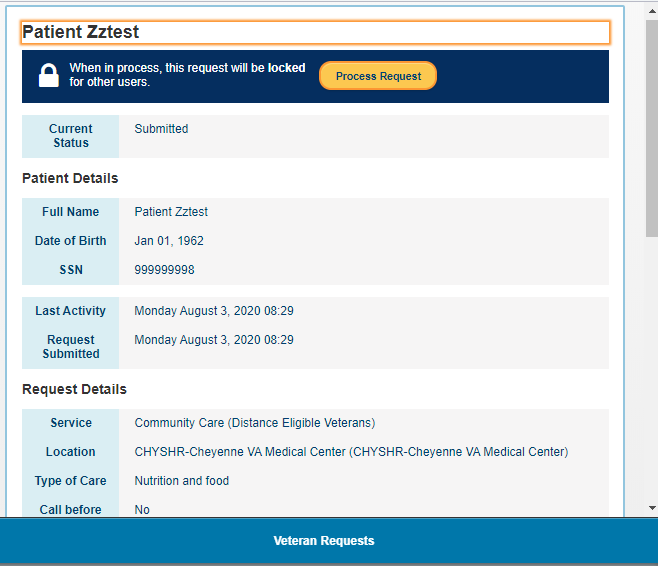 Patient Zztest
When in process, this request will be locked
for other users.
Process Request
Current
Status
Submitted
Patient Details
Full Name
Patient Zztest
Date of Birth
Jan 01, 1962
SSN
999999998
Last Activity
Monday August 3, 2020 08:29
Request
Submitted
Monday August 3, 2020 08:29
Request Details
Service
Community Care (Distance Eligible Veterans)
Location
CHYSHR-Cheyenne VA Medical Center (CHYSHR-Cheyenne VA Medical Center)
Type of Care
Nutrition and food
Call before
No
Veteran Requests